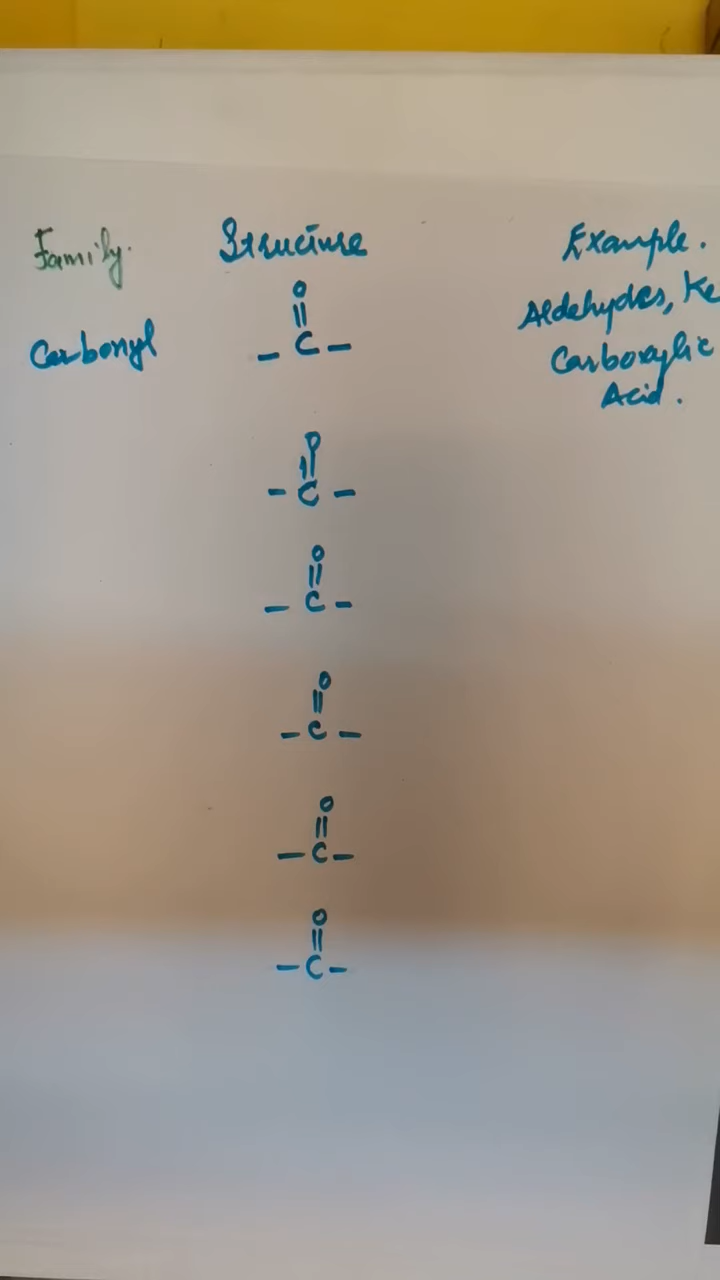 Family. Structure Example.
O
||
Carbonyl - C - Aldehydes, Ke
Carboxylic
Acid.
O
||
- C -
O
||
- C -
O
||
- C -
O
||
- C -
O
||
- C -